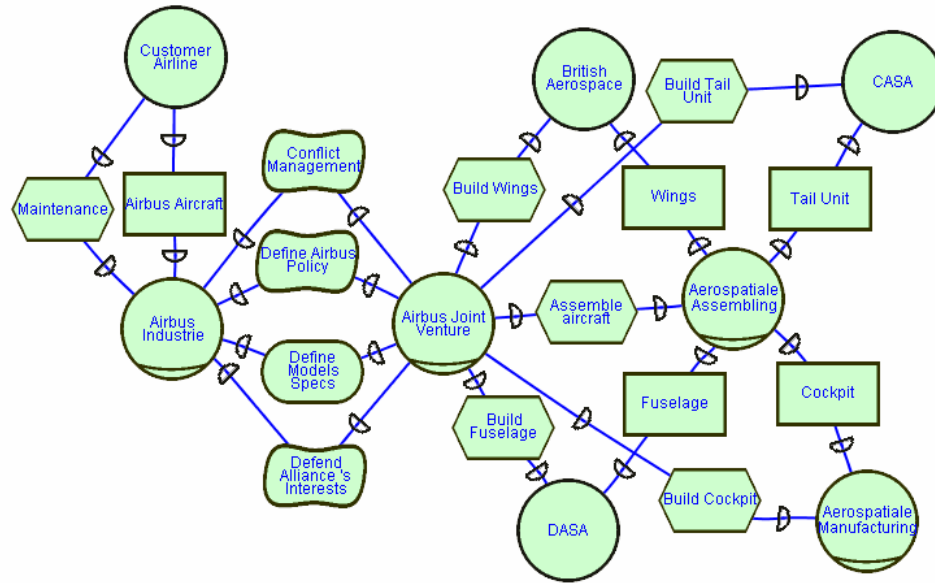 Customer
Airline
British
Aerospace
Build Tail
Unit
CASA
Conflict
Management
Maintenance
Airbus Aircraft
Build Wings
Wings
Tail Unit
Define Airbus
Policy
Airbus
Industrie
Airbus Joint
Venture
Assemble
aircraft
Aerospatiale
Assembling
Define
Models
Specs
Build
Fuselage
Fuselage
Cockpit
Defend
Alliance 's
Interests
DASA
Build Cockpit
Aerospatiale
Manufacturing